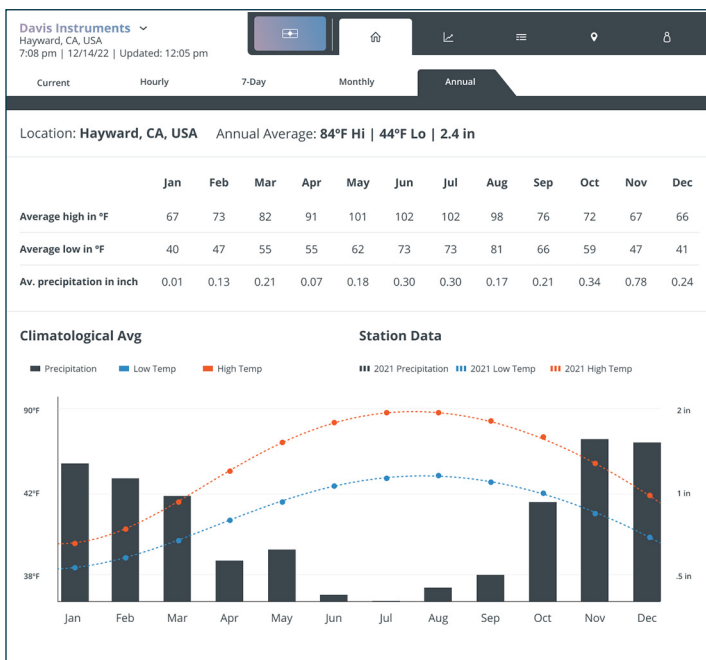 Davis Instruments
Hayward, CA, USA
7:08 pm | 12/14/22 | Updated: 12:05 pm
Current Hourly 7-Day Monthly Annual
Location: Hayward, CA, USA Annual Average: 84°F Hi | 44°F Lo | 2.4 in
Jan Feb Mar Apr May Jun Jul Aug Sep Oct Nov Dec
Average high in °F 67 73 82 91 101 102 102 98 76 72 67 66
Average low in °F 40 47 55 55 62 73 73 81 66 59 47 41
Av. precipitation in inch 0.01 0.13 0.21 0.07 0.18 0.30 0.30 0.17 0.21 0.34 0.78 0.24
Climatological Avg Station Data
Precipitation Low Temp High Temp 2021 Precipitation 2021 Low Temp 2021 High Temp
90°F 2 in
42°F 1 in
38°F .5 in
Jan Feb Mar Apr May Jun Jul Aug Sep Oct Nov Dec